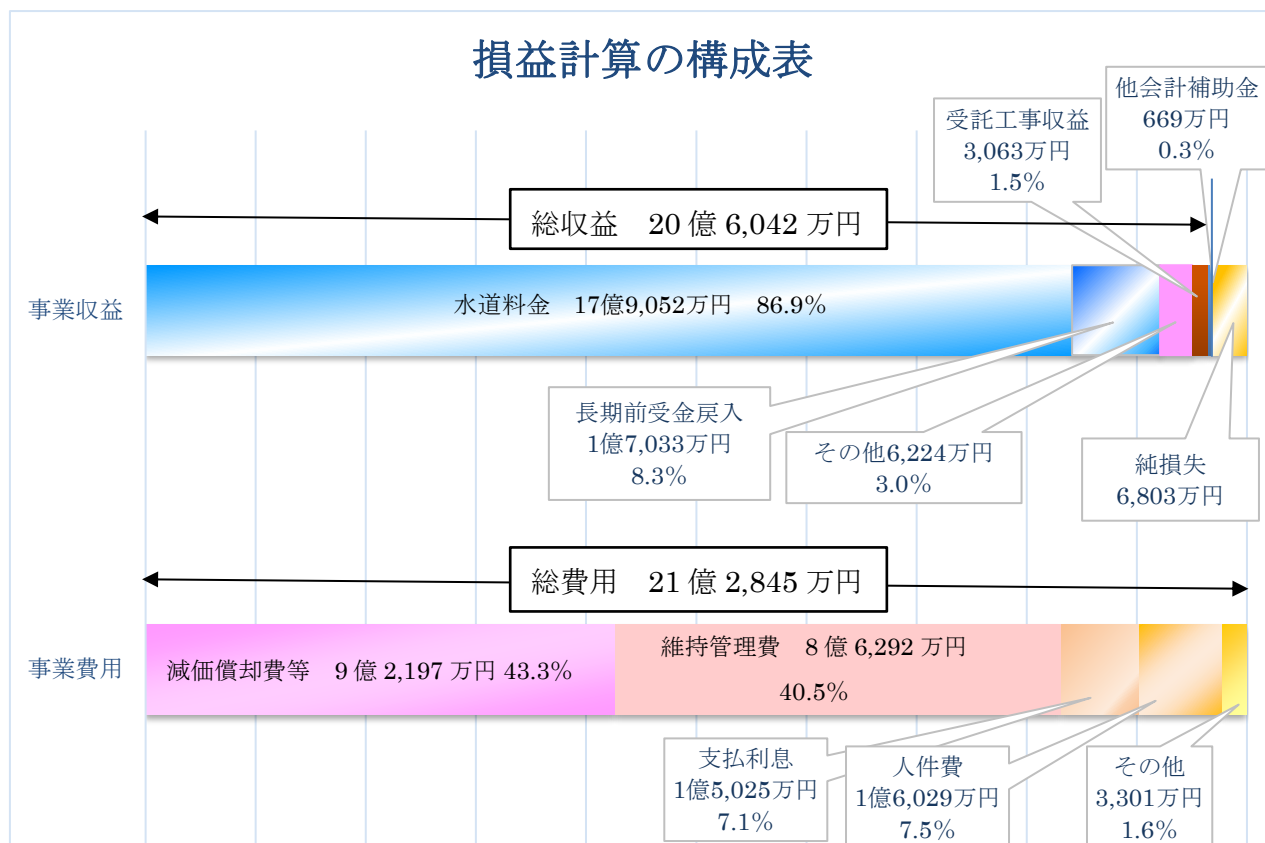 損益計算の構成表
他会計補助金
669万円
0.3%
受託工事収益
3,063万円
1.5%
総収益 20 億 6,042 万円
事業収益
水道料金 17億9,052万円 86.9%
長期前受金戻入
1億7,033万円
8.3%
その他6,224万円
3.0%
純損失
6,803万円
総費用 21 億 2,845 万円
事業費用
減価償却費等 9 億 2,197 万円 43.3%
維持管理費 8 億 6,292 万円
40.5%
支払利息
1億5,025万円
7.1%
人件費
1億6,029万円
7.5%
その他
3,301万円
1.6%